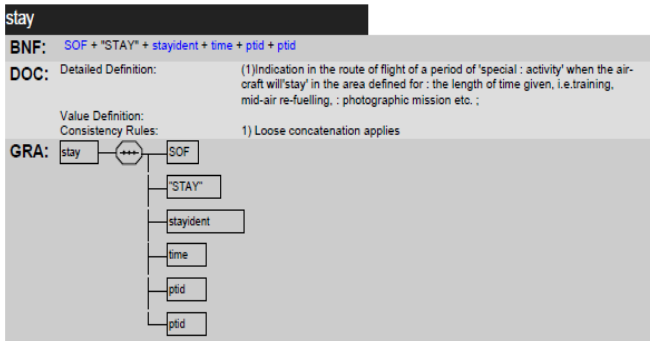 stay
BNF: SOF + "STAY" + stayident + time + ptid + ptid
DOC: Detailed Definition: (1)Indication in the route of flight of a period of 'special : activity' when the air-
craft will'stay' in the area defined for : the length of time given, i.e.training,
mid-air re-fuelling, : photographic mission etc. ;
Value Definition:
Consistency Rules: 1) Loose concatenation applies
GRA: stay SOF
"STAY"
stayident
time
ptid
ptid